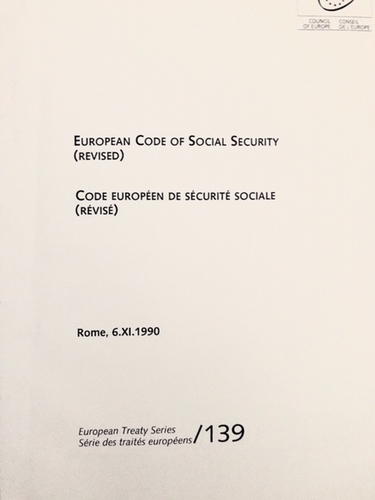 COUNCIL CONSEIL
OF EUROPE DE L'EUROPE
EUROPEAN CODE OF SOCIAL SECURITY
(REVISED)
CODE EUROPÉEN DE SÉCURITÉ SOCIALE
(RÉVISÉ)
Rome, 6.XI.1990
European Treaty Series
Série des traités européens /139